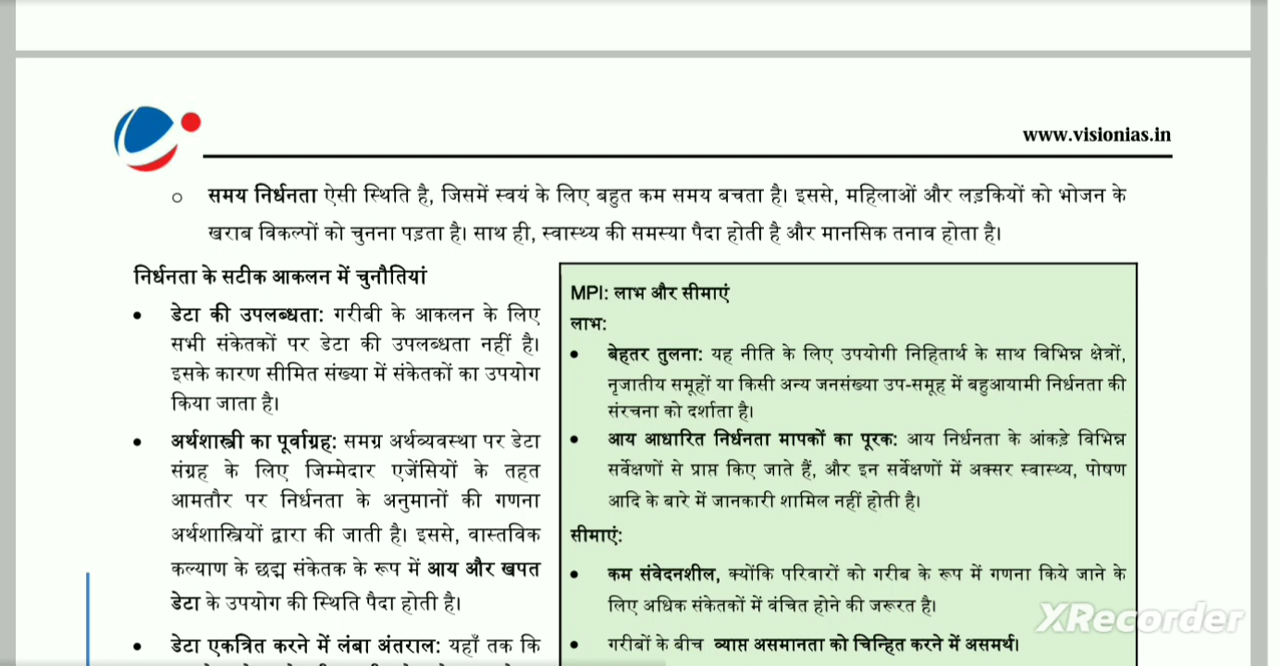 www.visionias.in
○ समय निर्धनता ऐसी स्थिति है, जिसमें स्वयं के लिए बहुत कम समय बचता है। इससे, महिलाओं और लड़कियों को भोजन के
खराब विकल्पों को चुनना पड़ता है। साथ ही, स्वास्थ्य की समस्या पैदा होती है और मानसिक तनाव होता है।
निर्धनता के सटीक आकलन में चुनौतियां
• डेटा की उपलब्धता: गरीबी के आकलन के लिए
सभी संकेतकों पर डेटा की उपलब्धता नहीं है।
इसके कारण सीमित संख्या में संकेतकों का उपयोग
किया जाता है।
• अर्थशास्त्री का पूर्वाग्रह: समग्र अर्थव्यवस्था पर डेटा
संग्रह के लिए जिम्मेदार एजेंसियों के तहत
आमतौर पर निर्धनता के अनुमानों की गणना
अर्थशास्त्रियों द्वारा की जाती है। इससे, वास्तविक
कल्याण के छद्म संकेतक के रूप में आय और खपत
डेटा के उपयोग की स्थिति पैदा होती है।
• डेटा एकत्रित करने में लंबा अंतराल: यहाँ तक कि
MPI: लाभ और सीमाएं
लाभ:
• बेहतर तुलना: यह नीति के लिए उपयोगी निहितार्थ के साथ विभिन्न क्षेत्रों,
नृजातीय समूहों या किसी अन्य जनसंख्या उप-समूह में बहुआयामी निर्धनता की
संरचना को दर्शाता है।
• आय आधारित निर्धनता मापकों का पूरक: आय निर्धनता के आंकड़े विभिन्न
सर्वेक्षणों से प्राप्त किए जाते हैं, और इन सर्वेक्षणों में अक्सर स्वास्थ्य, पोषण
आदि के बारे में जानकारी शामिल नहीं होती है।
सीमाएं:
• कम संवेदनशील, क्योंकि परिवारों को गरीब के रूप में गणना किये जाने के
लिए अधिक संकेतकों में वंचित होने की जरूरत है।
• गरीबों के बीच व्याप्त असमानता को चिन्हित करने में असमर्थ।
XRecorder